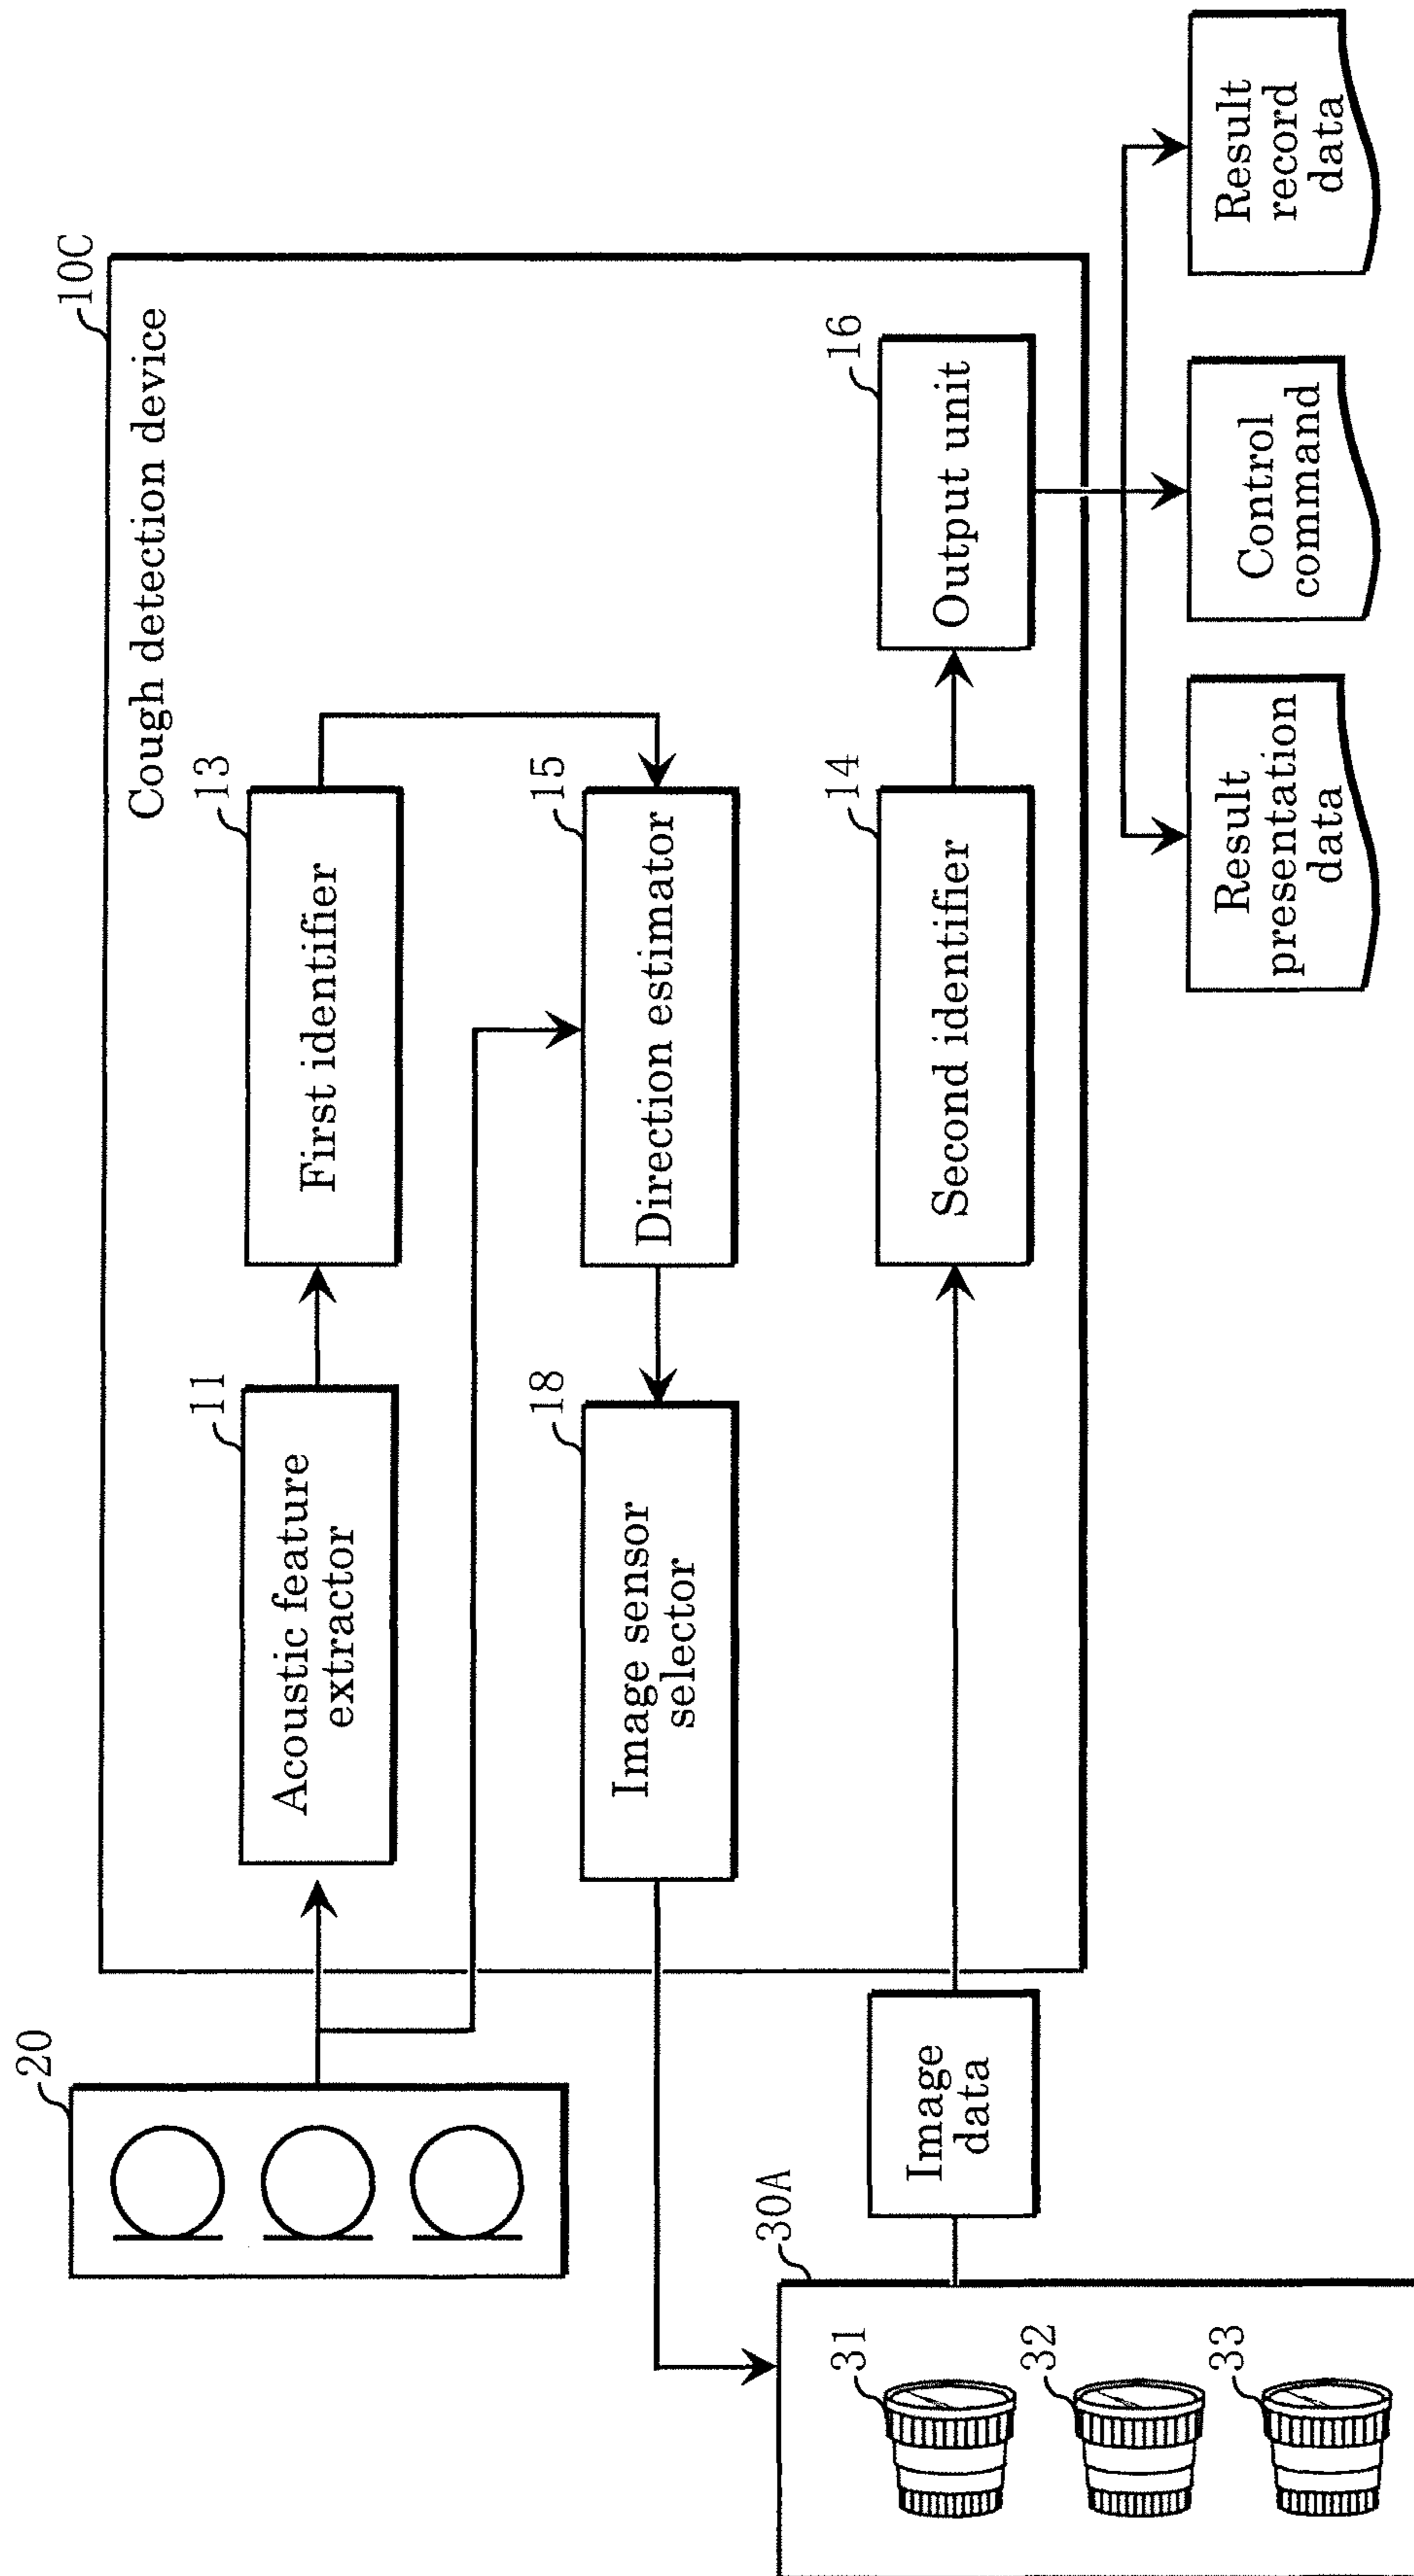 10C
Cough detection device
20
11
Acoustic feature
extractor
13
First identifier
18
Image sensor
selector
15
Direction estimator
30A
31
32
33
Image
data
14
Second identifier
16
Output unit
Result
presentation
data
Control
command
Result
record
data